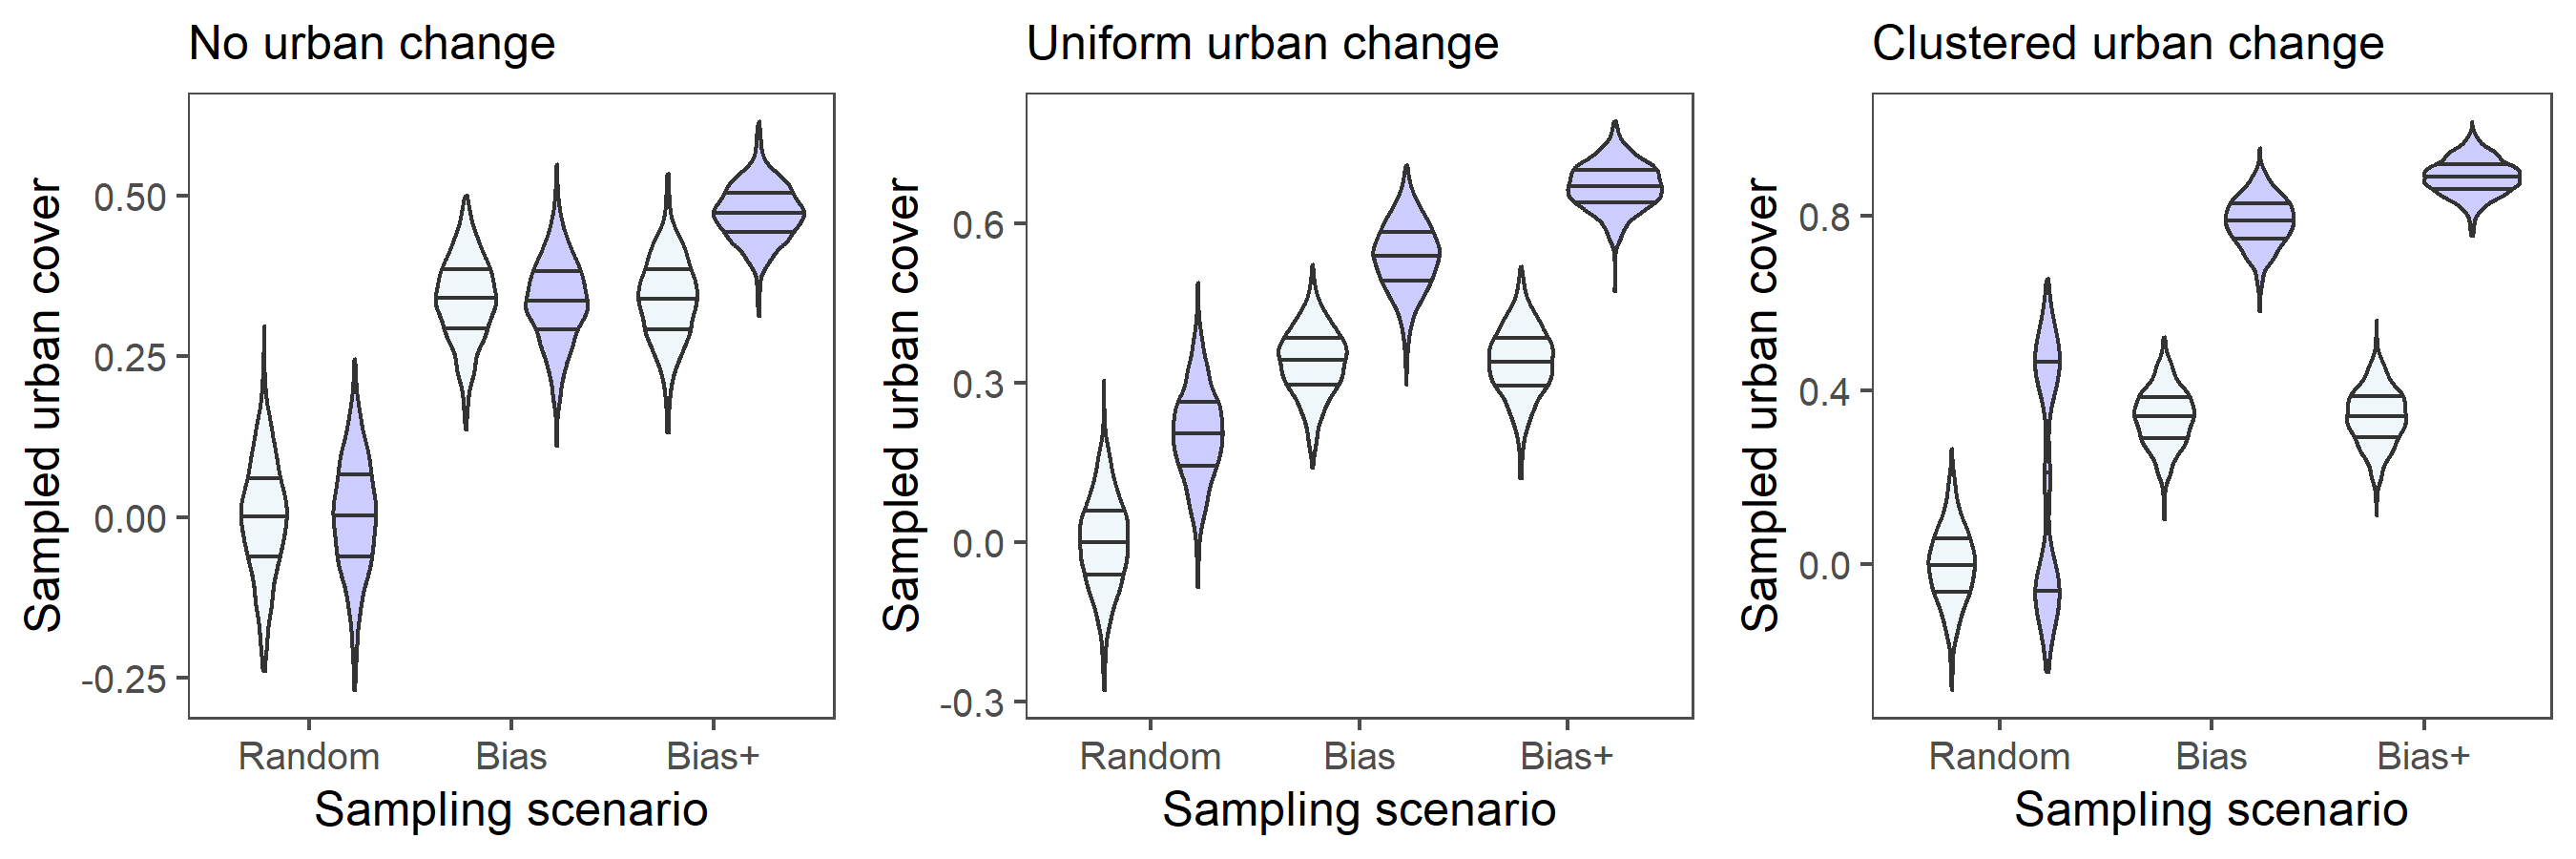 No urban change
Sampled urban cover
0.50
0.25
0.00
-0.25
Random Bias Bias+
Sampling scenario
Uniform urban change
Sampled urban cover
0.6
0.3
0.0
-0.3
Random Bias Bias+
Sampling scenario
Clustered urban change
Sampled urban cover
0.8
0.4
0.0
Random Bias Bias+
Sampling scenario